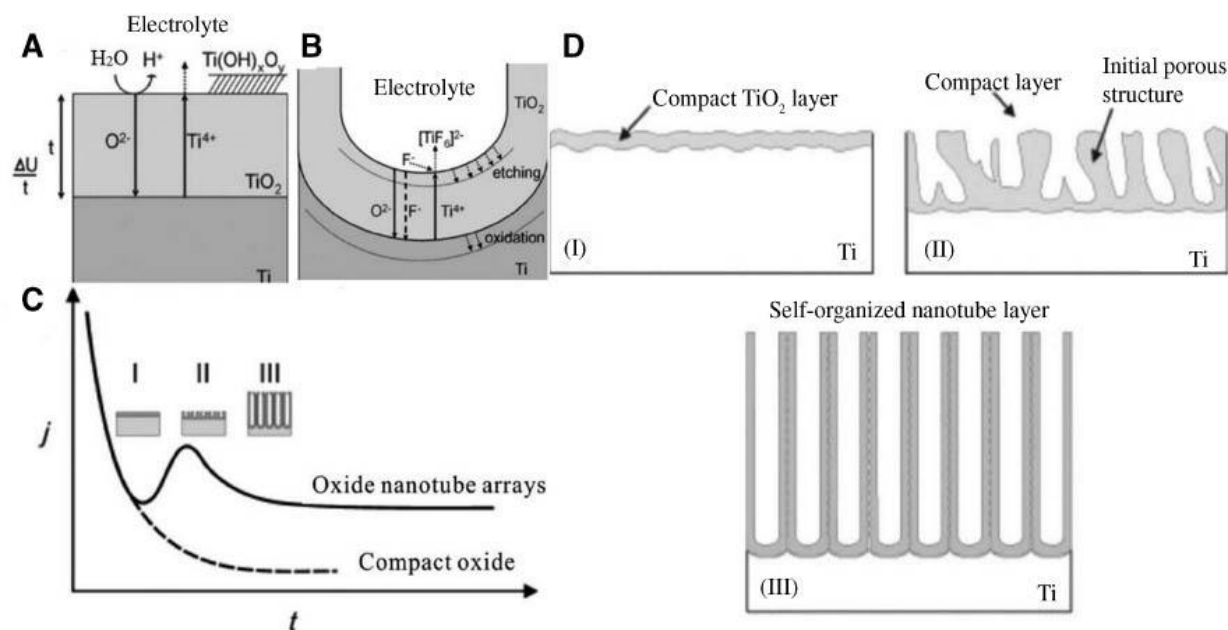 A
Electrolyte
H₂O
H⁺
Ti(OH)ₓOᵧ
ΔU
t
t
O²⁻
Ti⁴⁺
TiO₂
Ti
B
Electrolyte
TiO₂
[TiF₆]²⁻
F⁻
etching
O²⁻
F⁻
Ti⁴⁺
oxidation
Ti
C
I
II
III
j
Oxide nanotube arrays
Compact oxide
t
D
Compact TiO₂ layer
(I)
Ti
Compact layer
Initial porous
structure
(II)
Ti
Self-organized nanotube layer
(III)
Ti